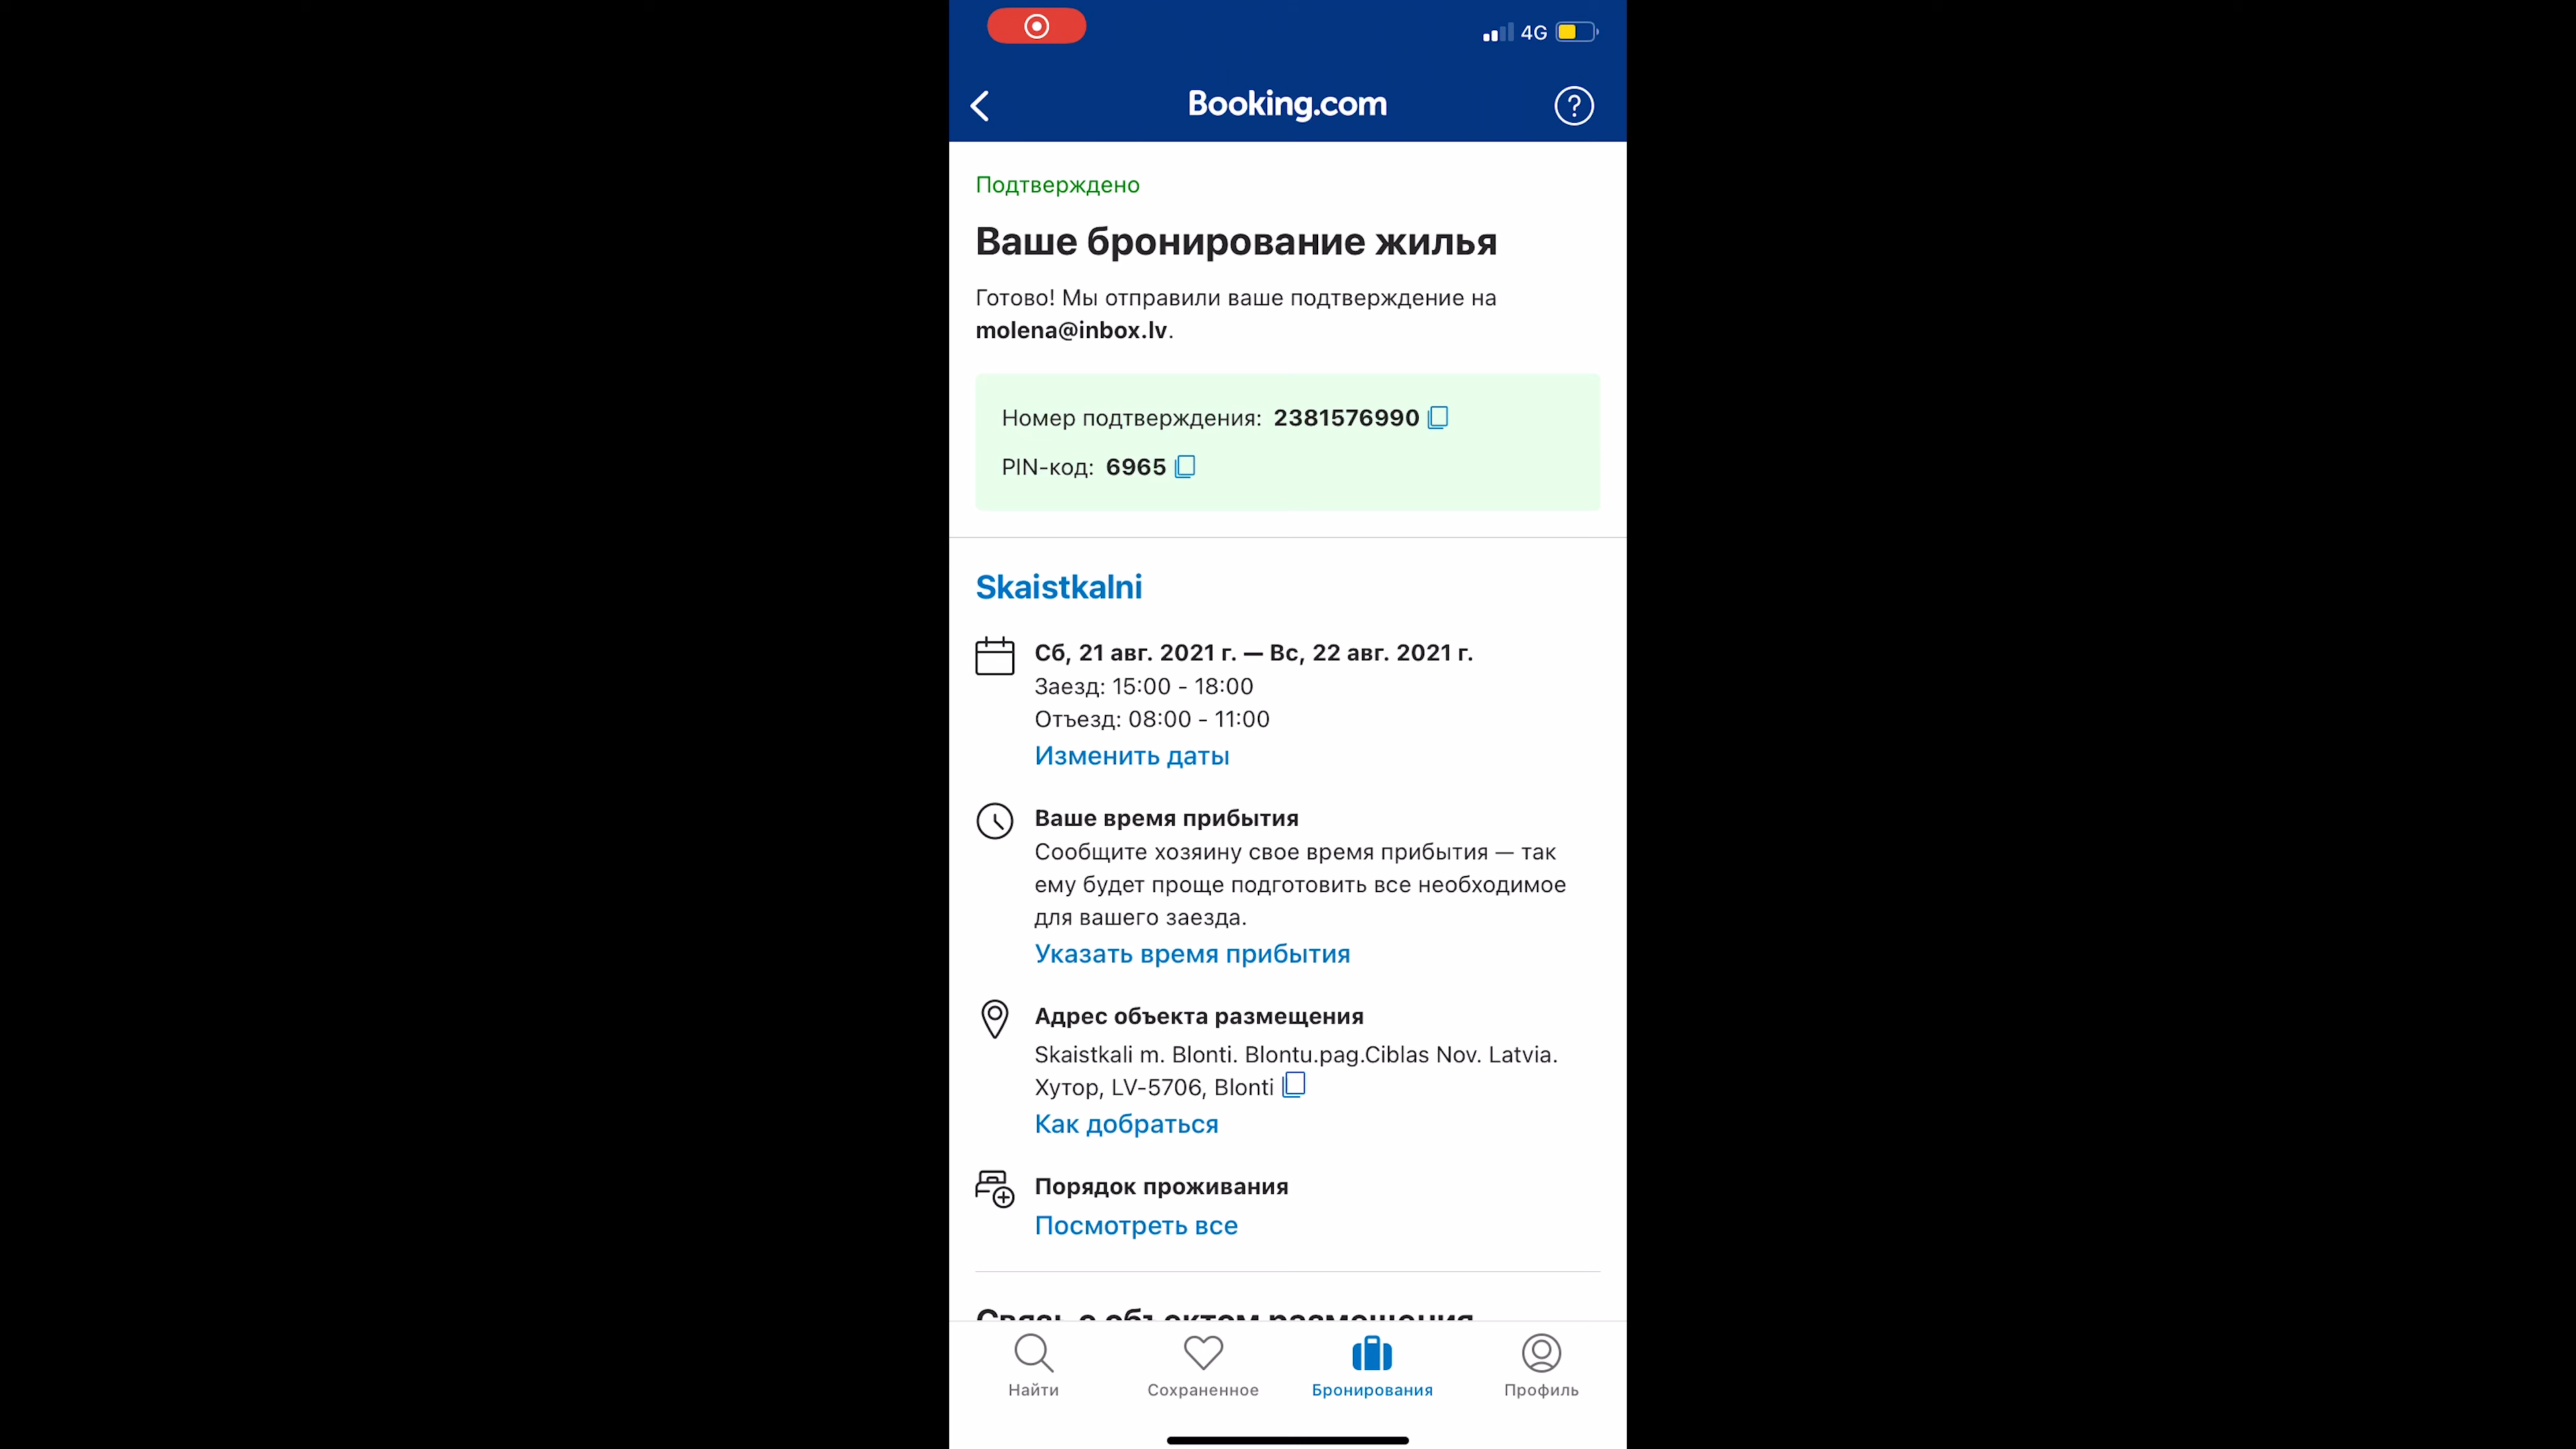 4G
Booking.com
Подтверждено
Ваше бронирование жилья
Готово! Мы отправили ваше подтверждение на
molena@inbox.lv.
Номер подтверждения: 2381576990
PIN-код: 6965
Skaistkalni
Сб, 21 авг. 2021 г. — Вс, 22 авг. 2021 г.
Заезд: 15:00 - 18:00
Отъезд: 08:00 - 11:00
Изменить даты
Ваше время прибытия
Сообщите хозяину свое время прибытия — так
ему будет проще подготовить все необходимое
для вашего заезда.
Указать время прибытия
Адрес объекта размещения
Skaistkali m. Blonti. Blontu.pag.Ciblas Nov. Latvia.
Хутор, LV-5706, Blonti
Как добраться
Порядок проживания
Посмотреть все
Связь с объектом размещения
Найти
Сохраненное
Бронирования
Профиль